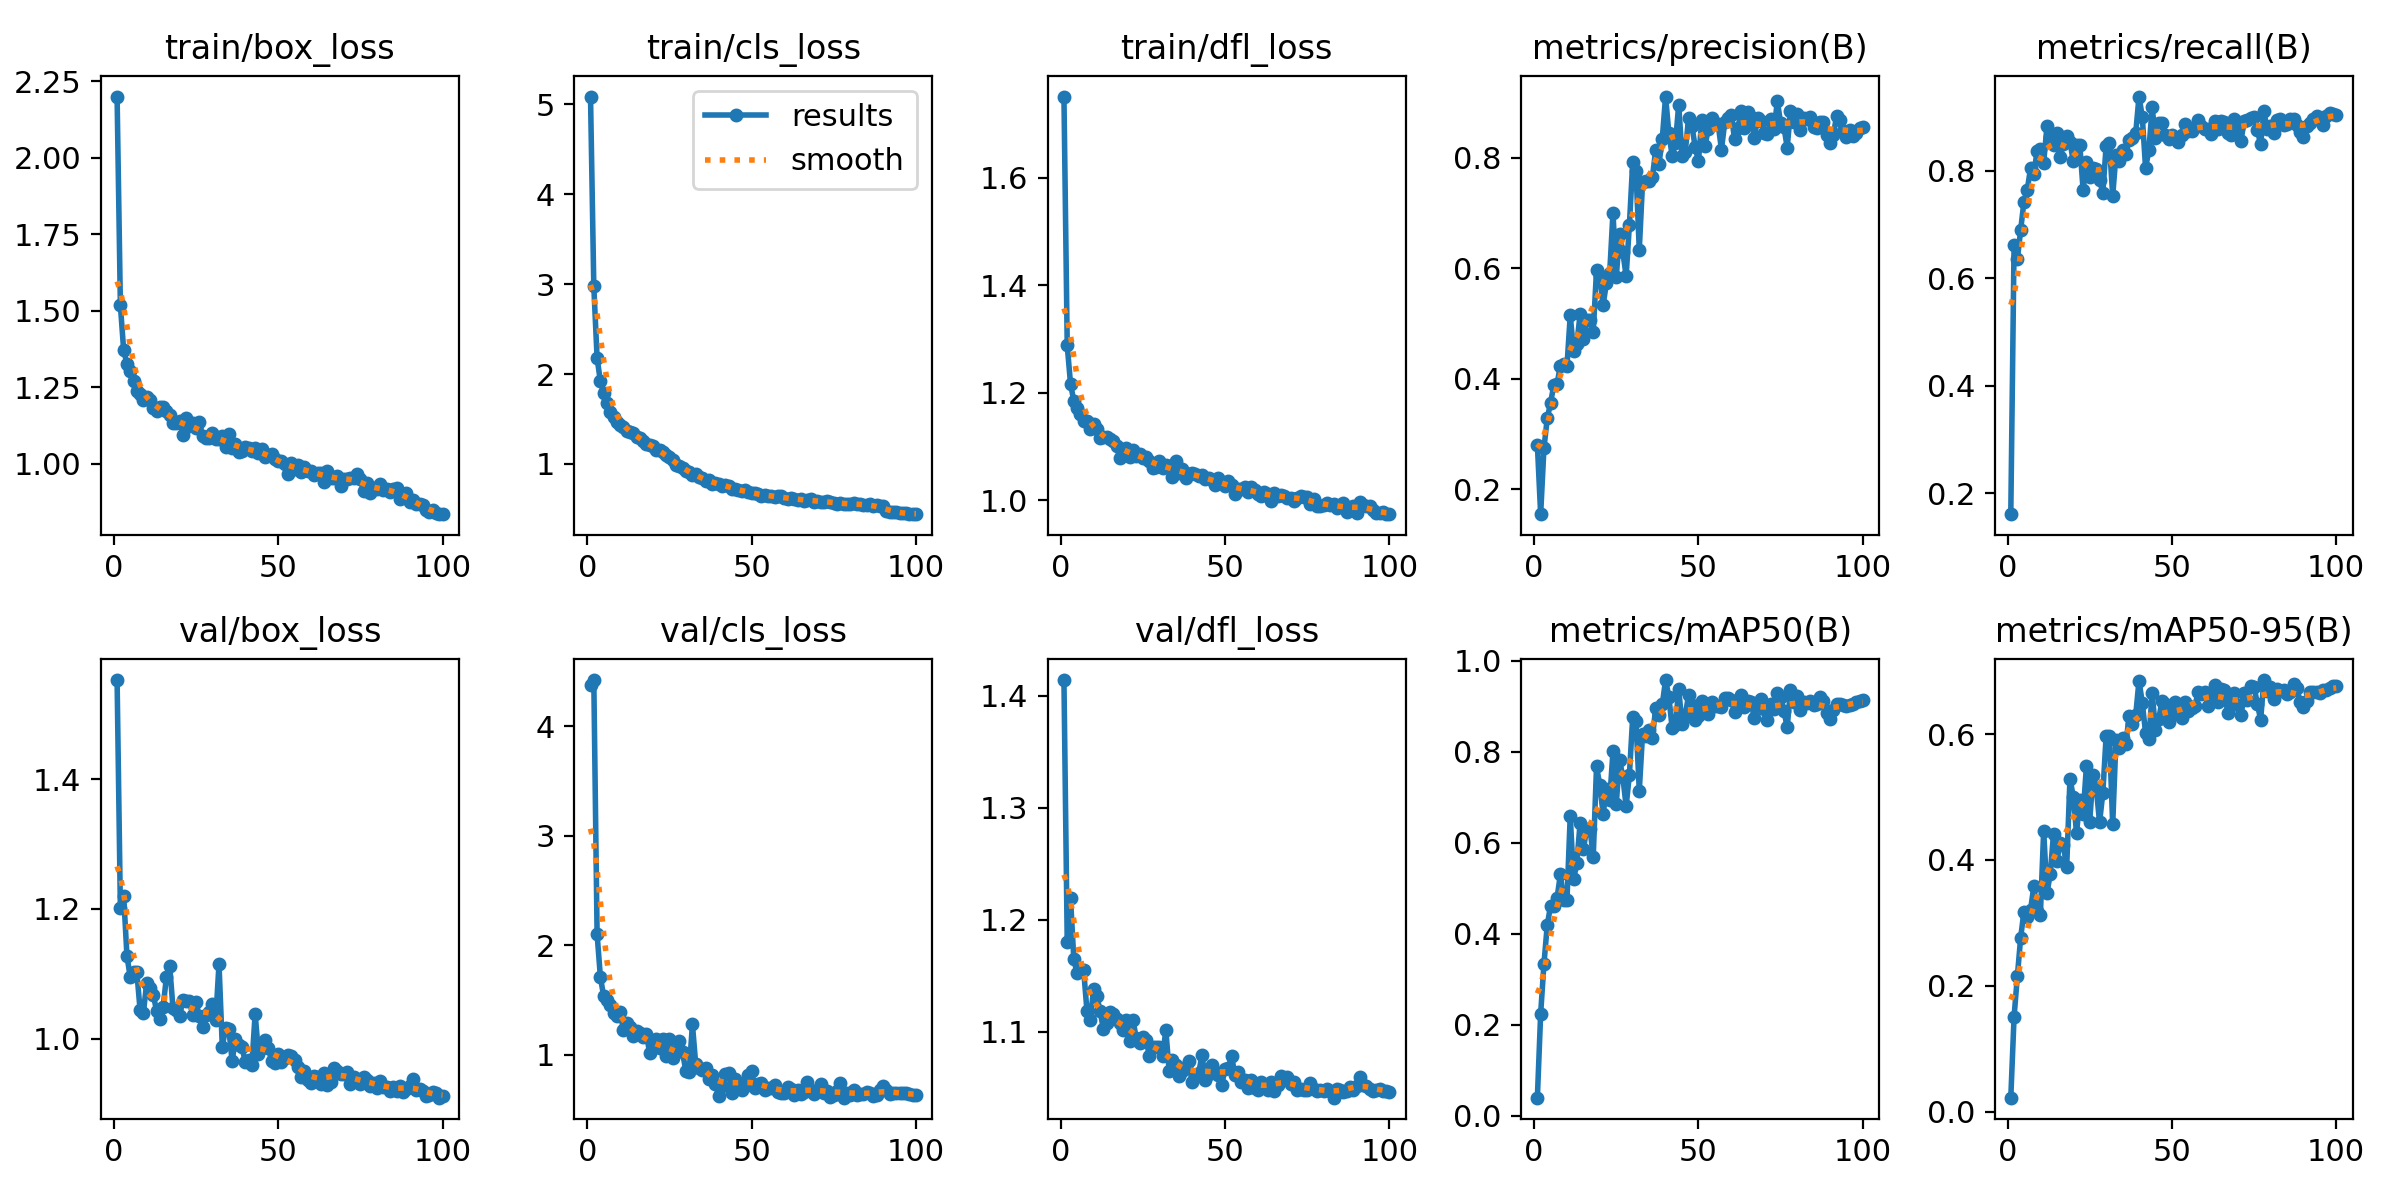 train/box_loss
2.25
2.00
1.75
1.50
1.25
1.00
0 50 100
train/cls_loss
results
smooth
5
4
3
2
1
0 50 100
train/dfl_loss
1.6
1.4
1.2
1.0
0 50 100
metrics/precision(B)
0.8
0.6
0.4
0.2
0 50 100
metrics/recall(B)
0.8
0.6
0.4
0.2
0 50 100
val/box_loss
1.4
1.2
1.0
0 50 100
val/cls_loss
4
3
2
1
0 50 100
val/dfl_loss
1.4
1.3
1.2
1.1
0 50 100
metrics/mAP50(B)
1.0
0.8
0.6
0.4
0.2
0.0
0 50 100
metrics/mAP50-95(B)
0.6
0.4
0.2
0.0
0 50 100